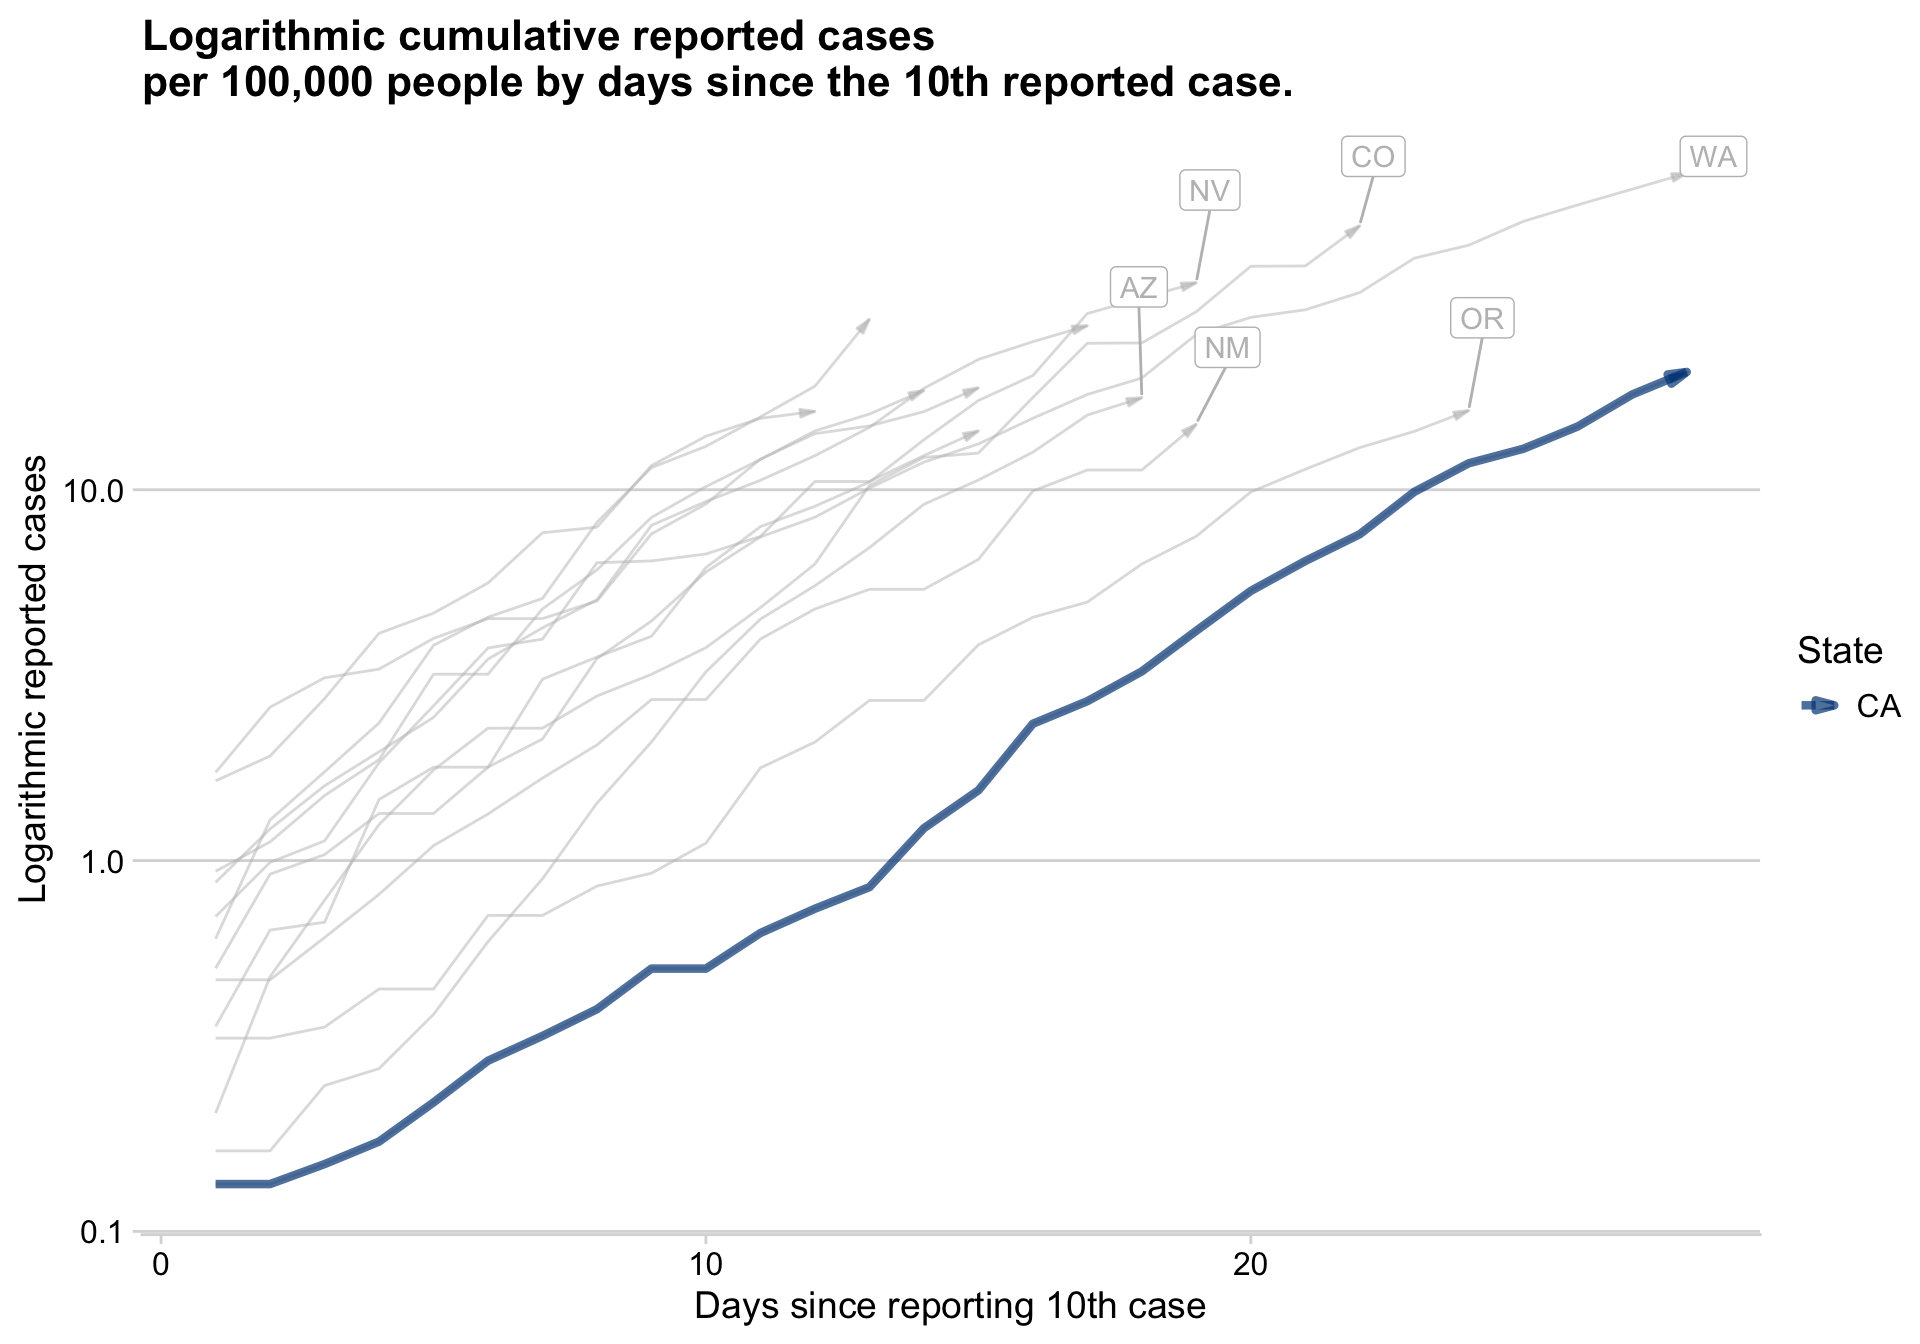 Logarithmic cumulative reported cases
per 100,000 people by days since the 10th reported case.
CO
WA
NV
AZ
OR
NM
Logarithmic reported cases
10.0
1.0
0.1
State
CA
0
10
20
Days since reporting 10th case